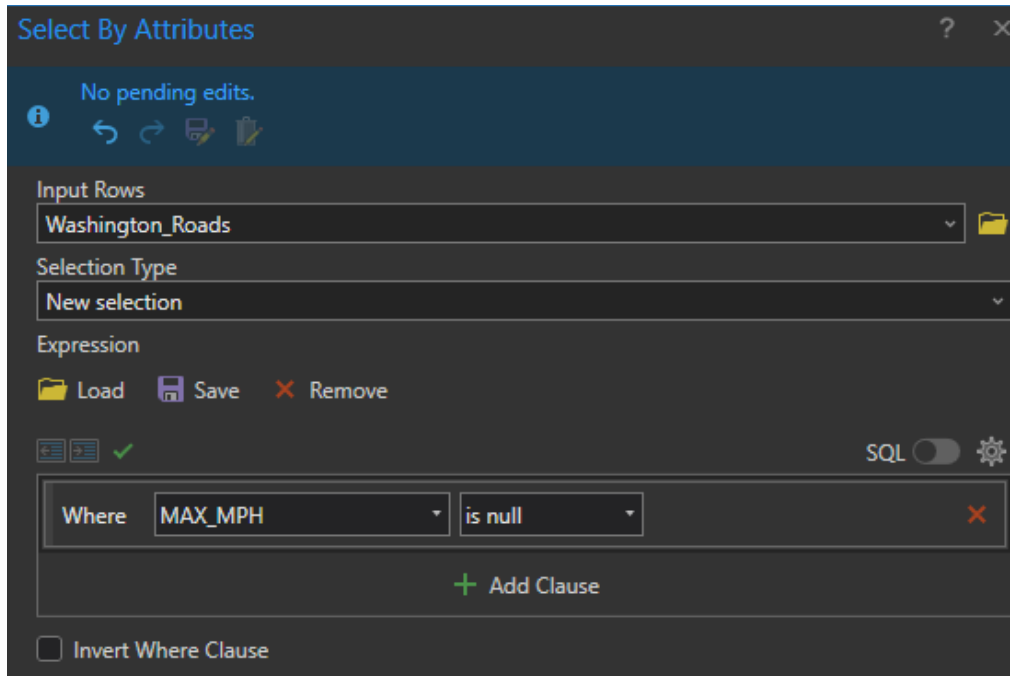 Select By Attributes ?
No pending edits.
Input Rows
Washington_Roads
Selection Type
New selection
Expression
Load Save Remove
SQL
Where MAX_MPH is null
Add Clause
Invert Where Clause